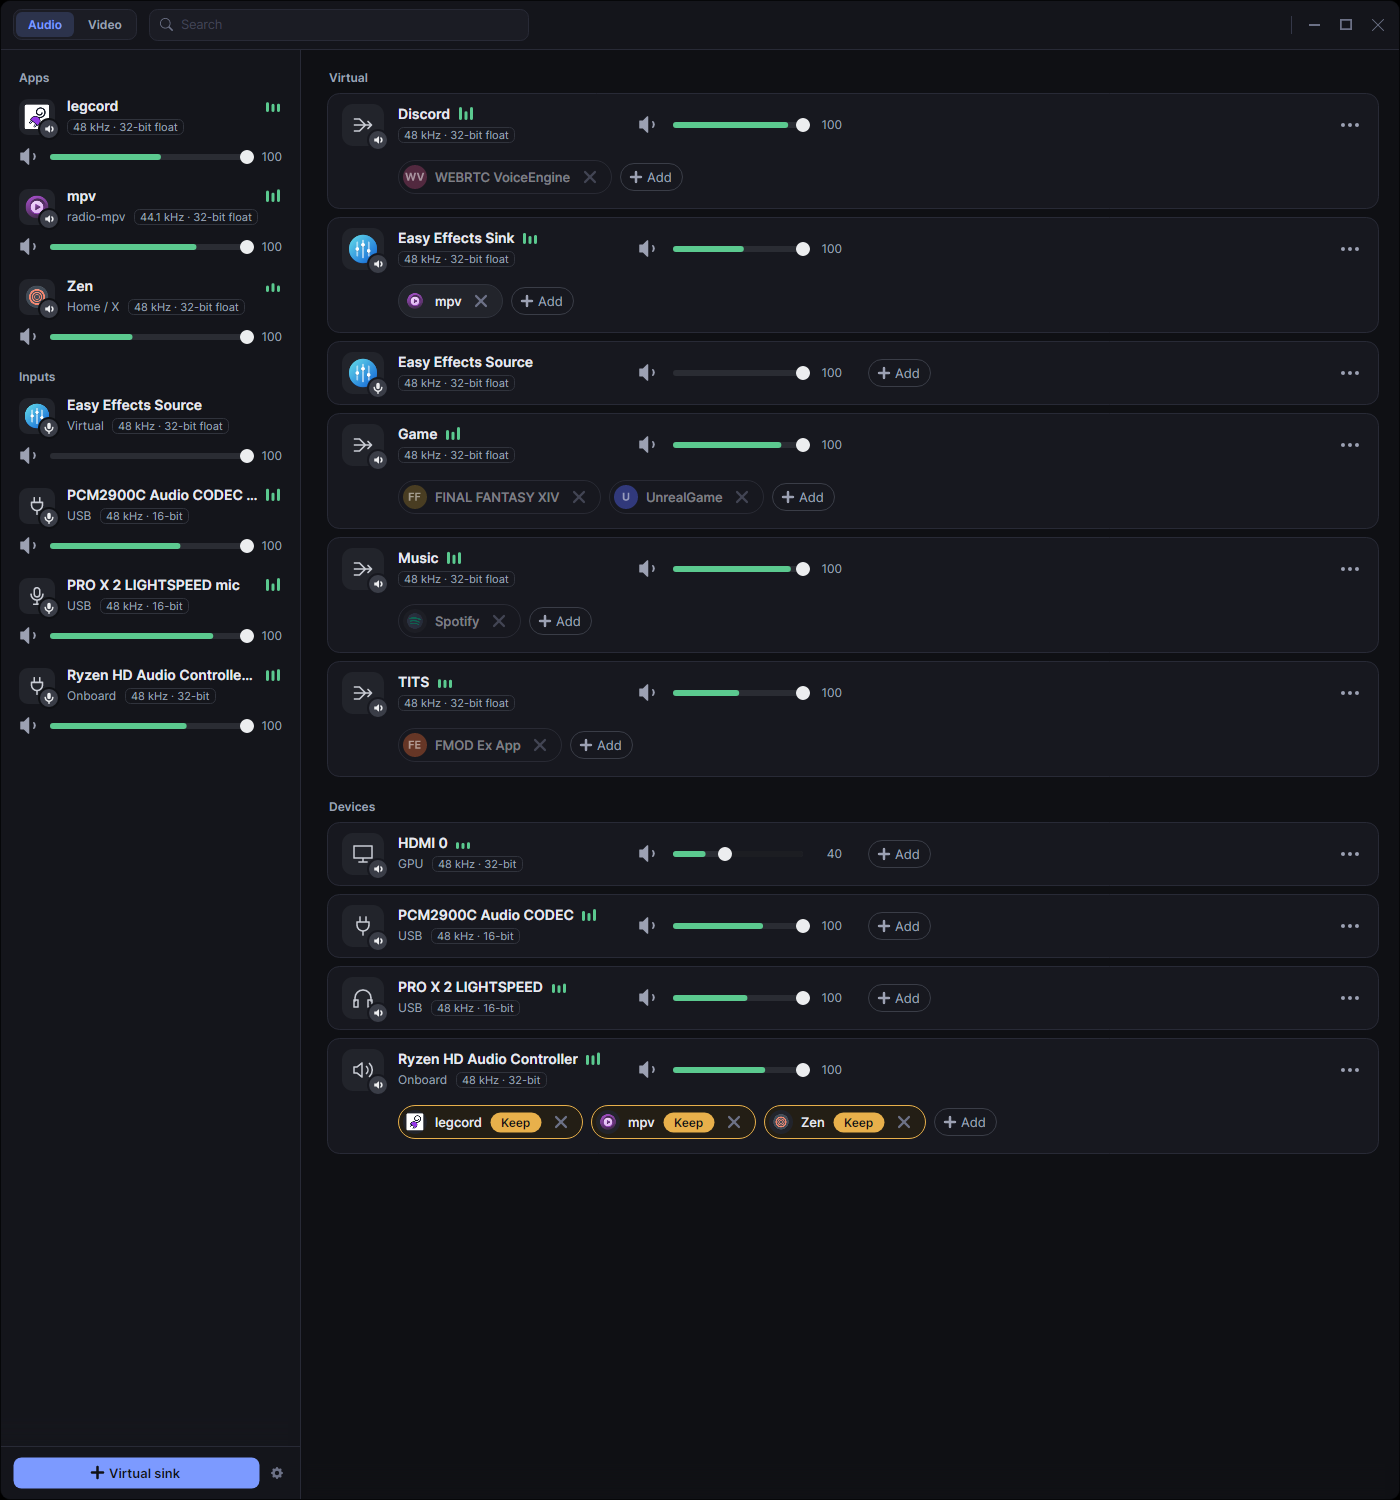 Audio
Video
Search
Apps
legcord
48 kHz · 32-bit float
100
mpv
radio-mpv 44.1 kHz · 32-bit float
100
Zen
Home / X 48 kHz · 32-bit float
100
Inputs
Easy Effects Source
Virtual 48 kHz · 32-bit float
100
PCM2900C Audio CODEC ...
USB 48 kHz · 16-bit
100
PRO X 2 LIGHTSPEED mic
USB 48 kHz · 16-bit
100
Ryzen HD Audio Controlle...
Onboard 48 kHz · 32-bit
100
Virtual sink
Virtual
Discord
48 kHz · 32-bit float
100
WV WEBRTC VoiceEngine Add
Easy Effects Sink
48 kHz · 32-bit float
100
mpv Add
Easy Effects Source
48 kHz · 32-bit float
100 Add
Game
48 kHz · 32-bit float
100
FF FINAL FANTASY XIV U UnrealGame Add
Music
48 kHz · 32-bit float
100
Spotify Add
TITS
48 kHz · 32-bit float
100
FE FMOD Ex App Add
Devices
HDMI 0
GPU 48 kHz · 32-bit
40 Add
PCM2900C Audio CODEC
USB 48 kHz · 16-bit
100 Add
PRO X 2 LIGHTSPEED
USB 48 kHz · 16-bit
100 Add
Ryzen HD Audio Controller
Onboard 48 kHz · 32-bit
100
legcord Keep mpv Keep Zen Keep Add